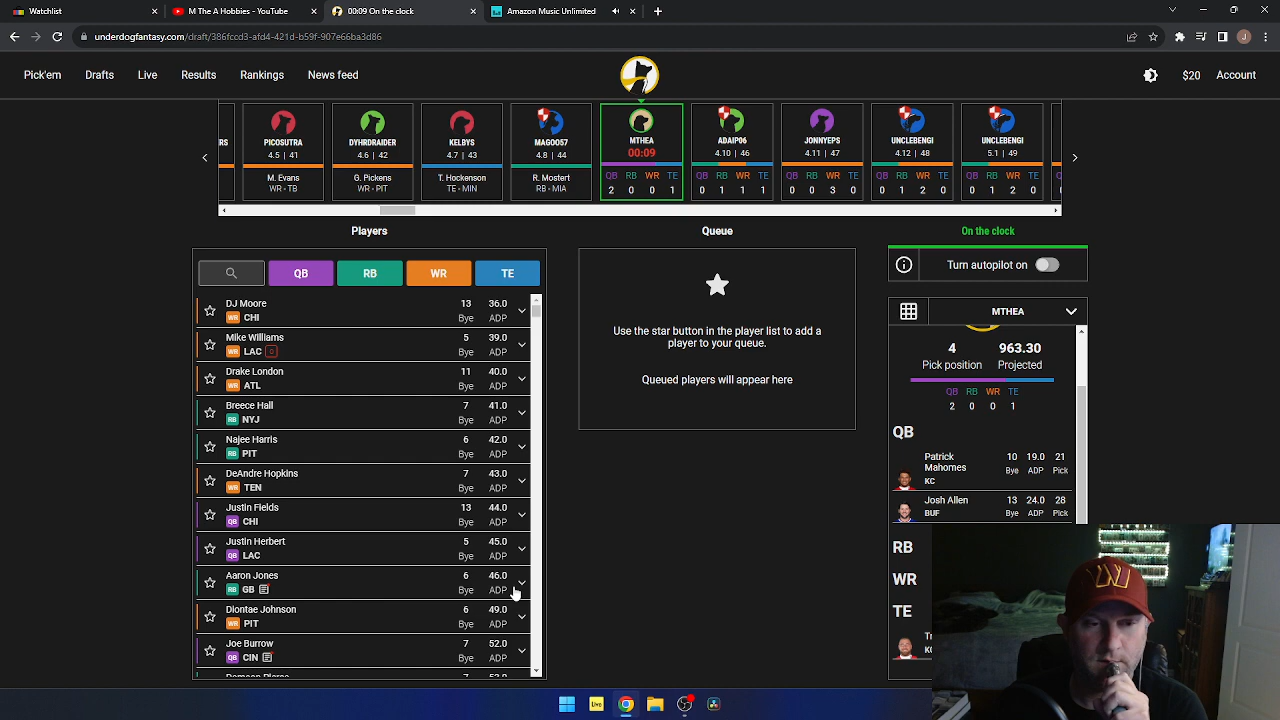 Watchlist
M The A Hobbies - YouTube
00:09 On the clock
Amazon Music Unlimited
underdogfantasy.com/draft/386fccd3-afd4-421d-b59f-907e66ba3d86
J
Pick'em Drafts Live Results Rankings News feed
$20 Account
RS
PICOSUTRA
4.5 | 41
M. Evans
WR - TB
DYHRDRAIDER
4.6 | 42
G. Pickens
WR - PIT
KELBYS
4.7 | 43
T. Hockenson
TE - MIN
MAGO057
4.8 | 44
R. Mostert
RB - MIA
MTHEA
00:09
QB RB WR TE
2 0 0 1
ADAIP06
4.10 | 46
QB RB WR TE
0 1 1 1
JONNYEPS
4.11 | 47
QB RB WR TE
0 0 3 0
UNCLEBENGI
4.12 | 48
QB RB WR TE
0 1 2 0
UNCLEBENGI
5.1 | 49
QB RB WR TE
0 1 2 0
Players
QB RB WR TE
DJ Moore 13 36.0
WR CHI Bye ADP
Mike Williams 5 39.0
WR LAC O Bye ADP
Drake London 11 40.0
WR ATL Bye ADP
Breece Hall 7 41.0
RB NYJ Bye ADP
Najee Harris 6 42.0
RB PIT Bye ADP
DeAndre Hopkins 7 43.0
WR TEN Bye ADP
Justin Fields 13 44.0
QB CHI Bye ADP
Justin Herbert 5 45.0
QB LAC Bye ADP
Aaron Jones 6 46.0
RB GB Bye ADP
Diontae Johnson 6 49.0
WR PIT Bye ADP
Joe Burrow 7 52.0
QB CIN Bye ADP
Queue
Use the star button in the player list to add a
player to your queue.
Queued players will appear here
On the clock
Turn autopilot on
MTHEA
4 963.30
Pick position Projected
QB RB WR TE
2 0 0 1
QB
Patrick
Mahomes
KC
10 19.0 21
Bye ADP Pick
Josh Allen
BUF
13 24.0 28
Bye ADP Pick
RB
WR
TE
W
Live